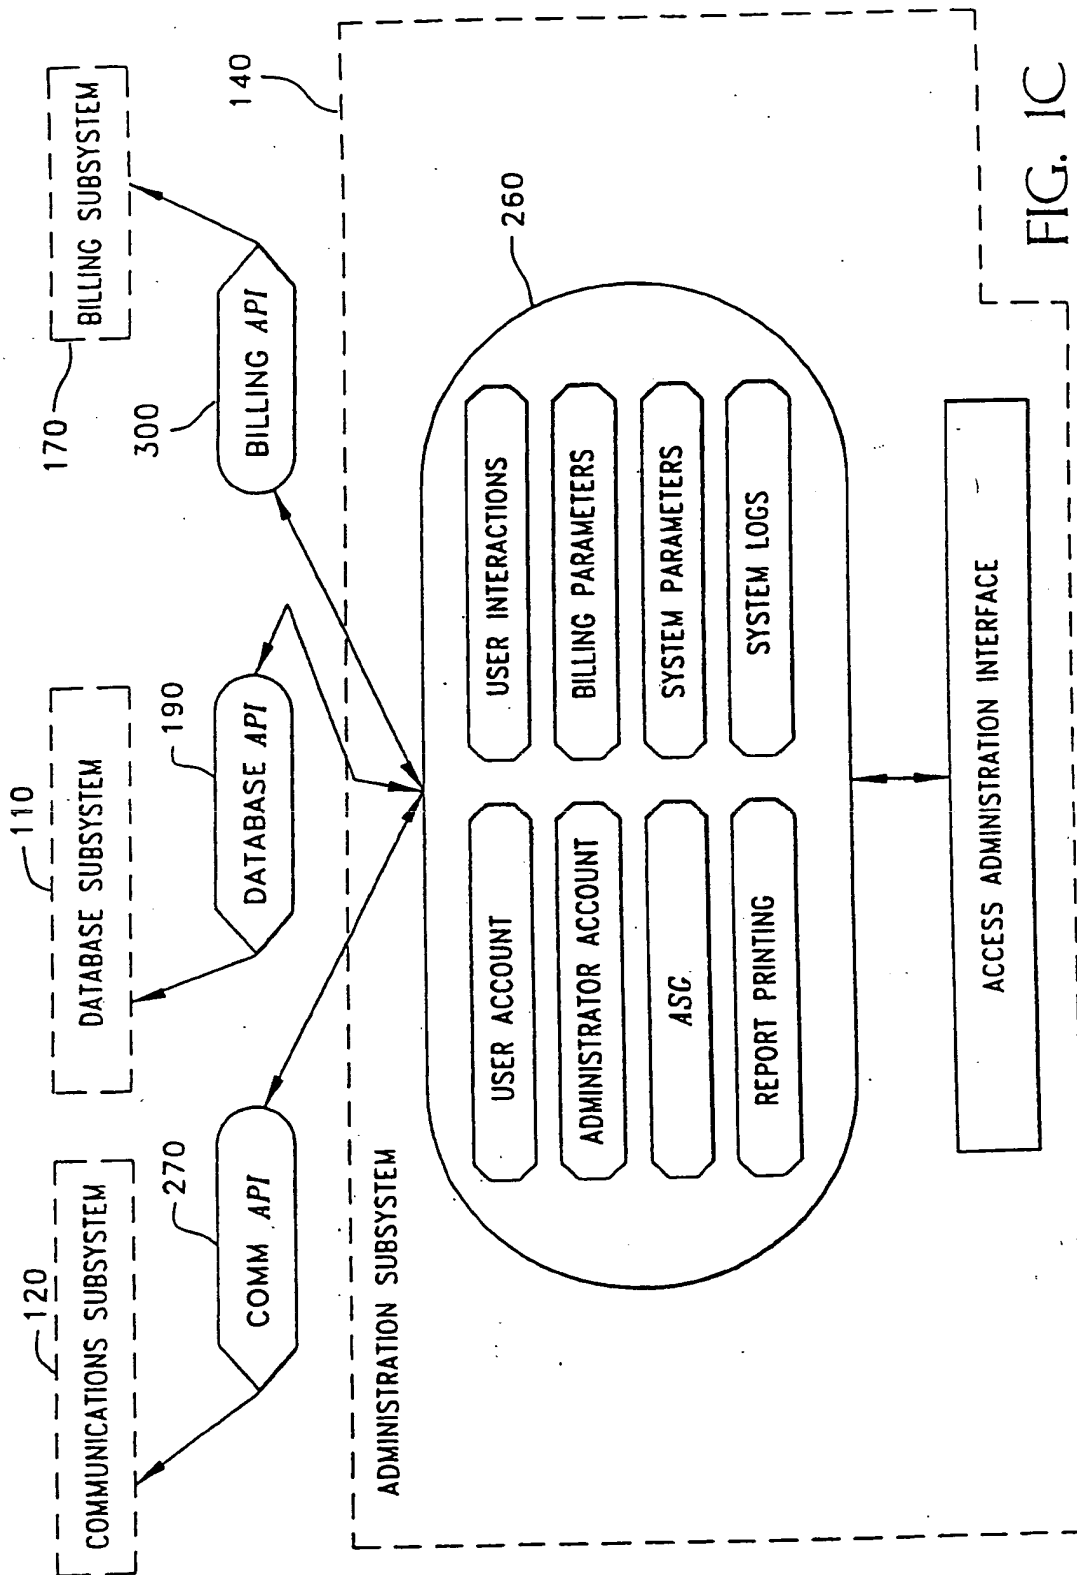 120
COMMUNICATIONS SUBSYSTEM
110
DATABASE SUBSYSTEM
170
BILLING SUBSYSTEM
270
COMM API
190
DATABASE API
300
BILLING API
140
ADMINISTRATION SUBSYSTEM
260
USER ACCOUNT
USER INTERACTIONS
ADMINISTRATOR ACCOUNT
BILLING PARAMETERS
ASG
SYSTEM PARAMETERS
REPORT PRINTING
SYSTEM LOGS
ACCESS ADMINISTRATION INTERFACE
FIG. 1C